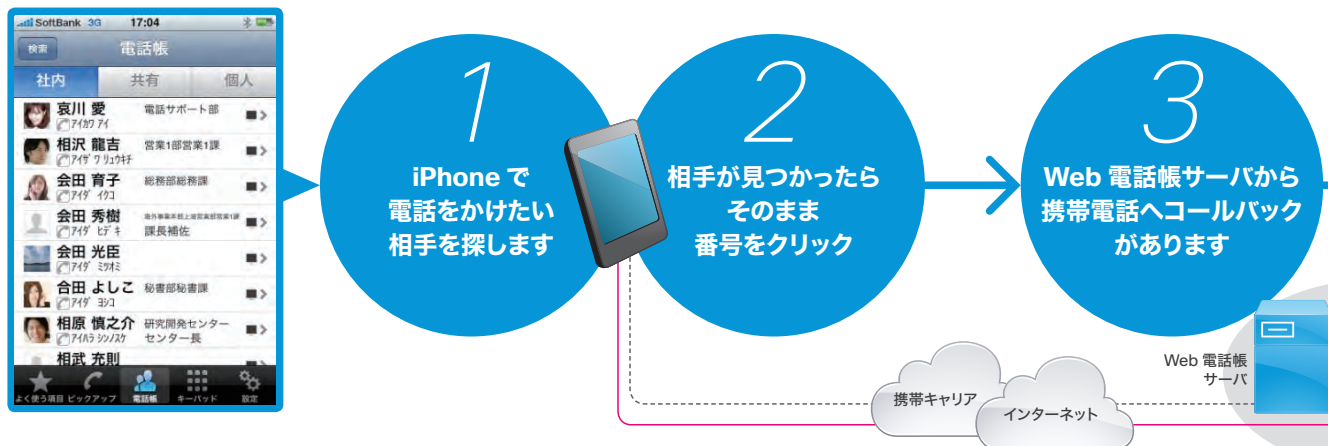 SoftBank 3G 17:04
検索 電話帳
社内 共有 個人
哀川 愛 電話サポート部
アイカワ アイ
相沢 龍吉 営業1部営業1課
アイザワ リュウキチ
会田 育子 総務部総務課
アイダ イクコ
会田 秀樹
アイダ ヒデキ 課長補佐
会田 光臣
アイダ ミツオミ
合田 よしこ 秘書部秘書課
アイダ ヨシコ
相原 慎之介 研究開発センター
アイハラ シンノスケ センター長
相武 充則
よく使う項目 ピックアップ 電話帳 キーパッド 設定
1
iPhone で
電話をかけたい
相手を探します
2
相手が見つかったら
そのまま
番号をクリック
3
Web 電話帳サーバから
携帯電話へコールバック
があります
Web 電話帳
サーバ
携帯キャリア
インターネット